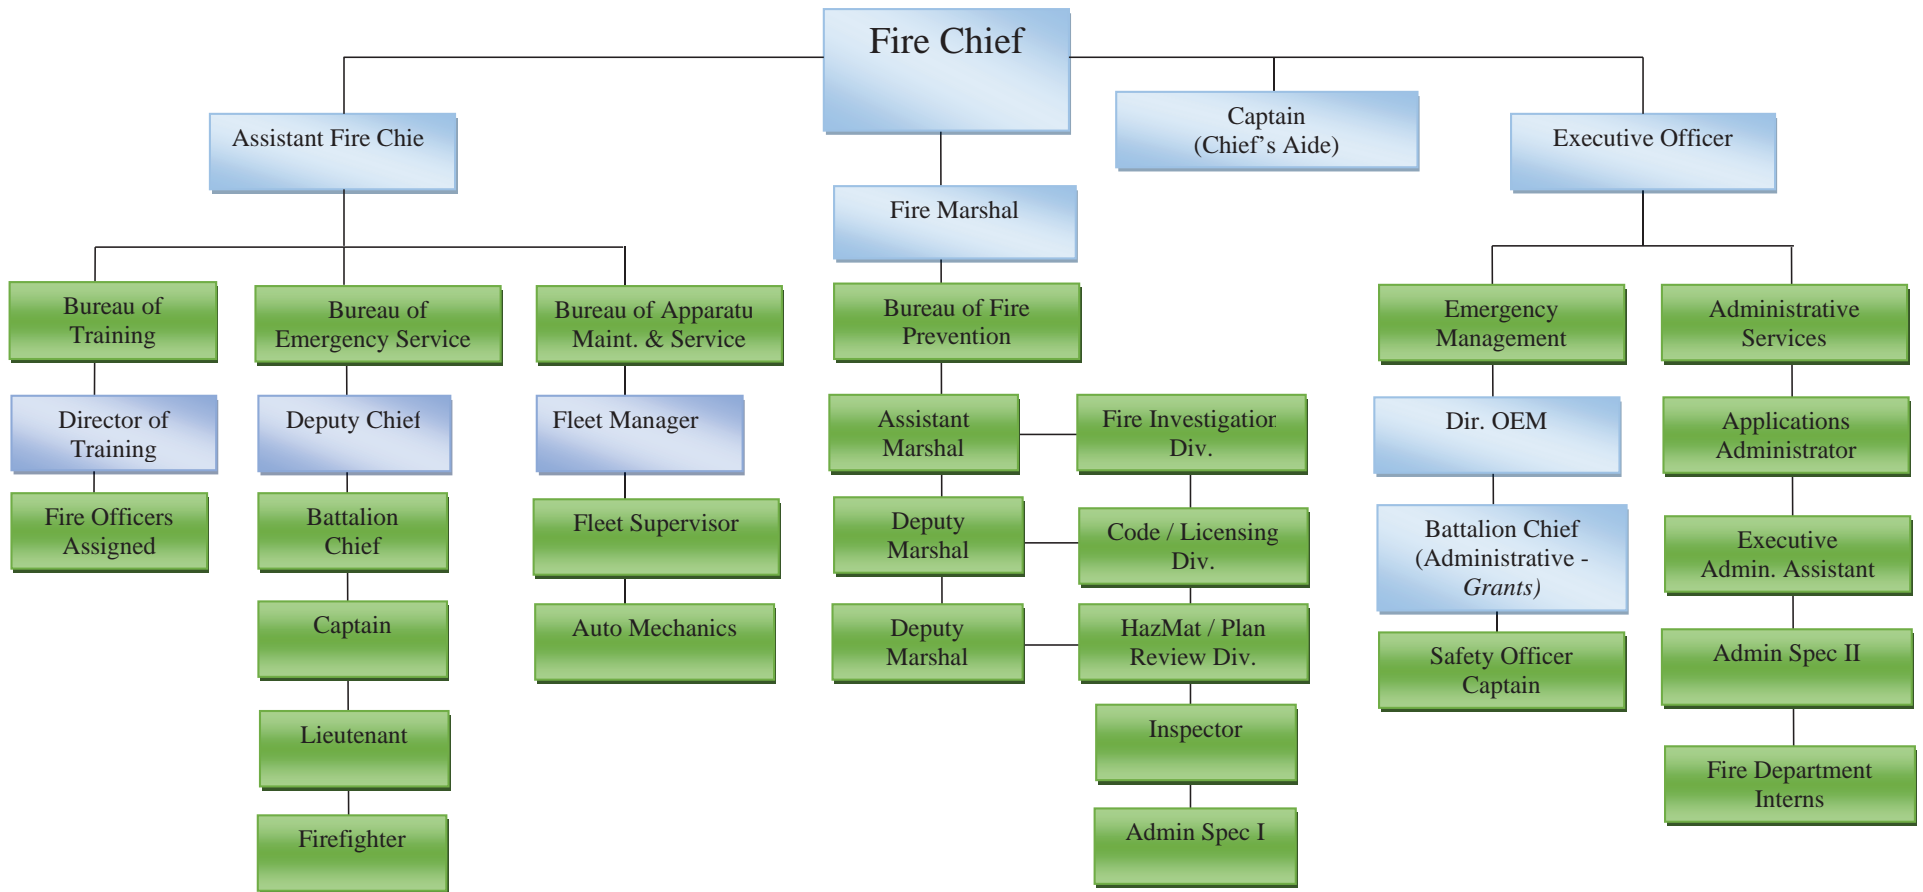 Fire Chief
Captain
(Chief's Aide)
Assistant Fire Chie
Executive Officer
Fire Marshal
Bureau of
Training
Bureau of
Emergency Service
Bureau of Apparatu
Maint. & Service
Bureau of Fire
Prevention
Emergency
Management
Administrative
Services
Director of
Training
Deputy Chief
Fleet Manager
Assistant
Marshal
Fire Investigation
Div.
Dir. OEM
Applications
Administrator
Fire Officers
Assigned
Battalion
Chief
Fleet Supervisor
Deputy
Marshal
Code / Licensing
Div.
Battalion Chief
(Administrative -
Grants)
Executive
Admin. Assistant
Captain
Auto Mechanics
Deputy
Marshal
HazMat / Plan
Review Div.
Safety Officer
Captain
Admin Spec II
Lieutenant
Inspector
Fire Department
Interns
Firefighter
Admin Spec I